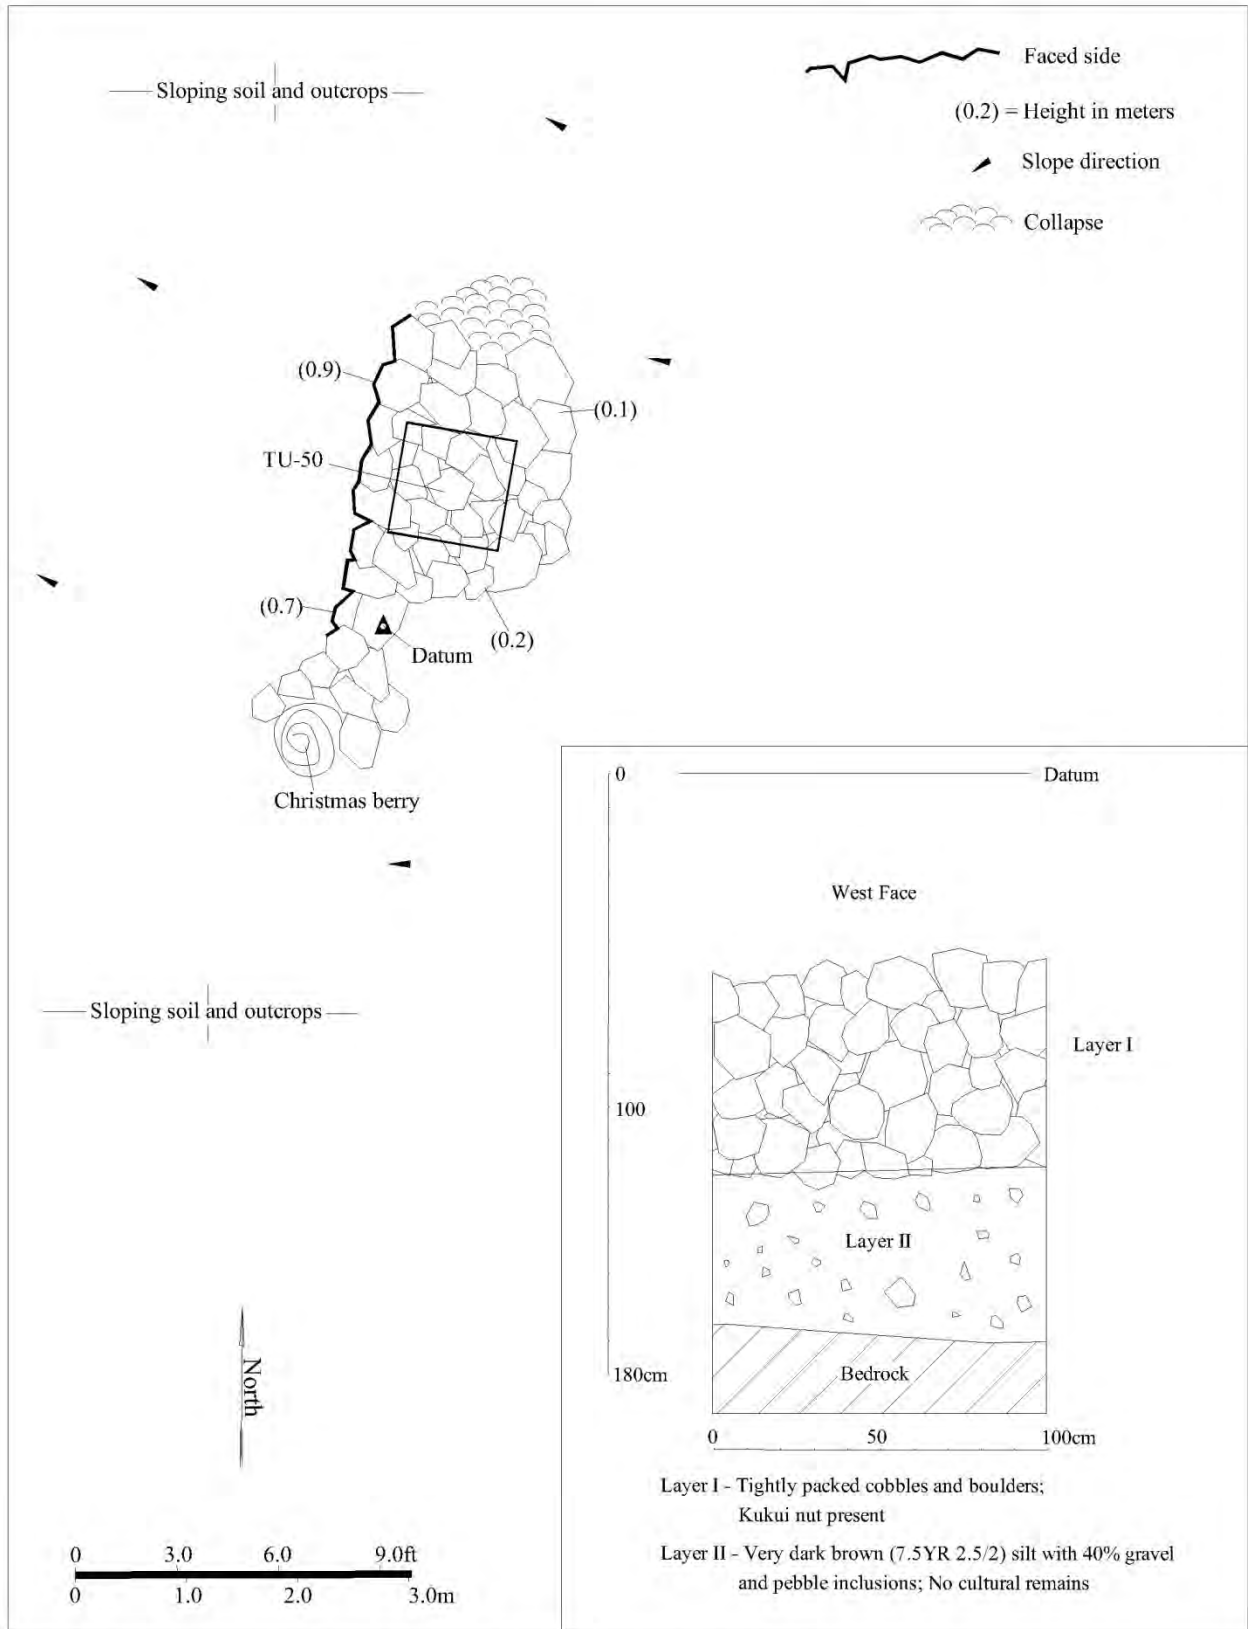 Faced side
Sloping soil and outcrops
(0.2) = Height in meters
Slope direction
Collapse
(0.9)
(0.1)
TU-50
(0.7)
(0.2)
Datum
Christmas berry
0
Datum
West Face
Sloping soil and outcrops
Layer I
100
Layer II
180cm
Bedrock
North
0 50 100cm
Layer I - Tightly packed cobbles and boulders;
Kukui nut present
Layer II - Very dark brown (7.5YR 2.5/2) silt with 40% gravel
and pebble inclusions; No cultural remains
0 3.0 6.0 9.0ft
0 1.0 2.0 3.0m